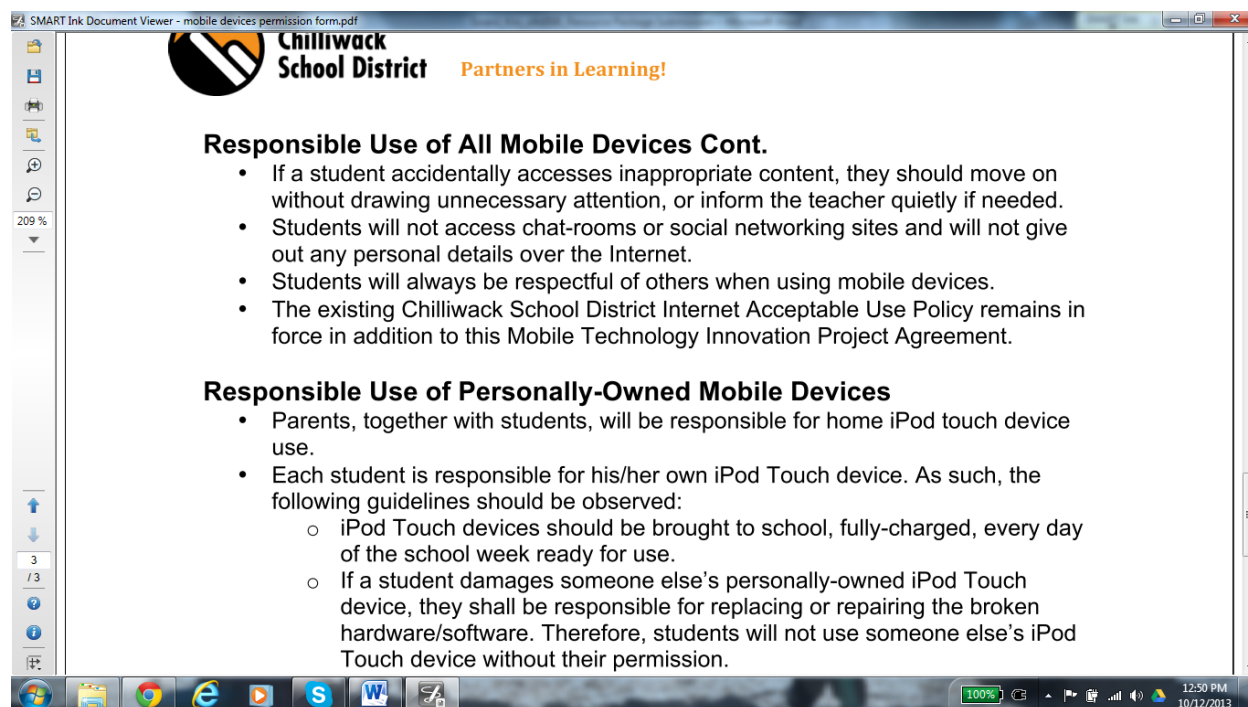 SMART Ink Document Viewer - mobile devices permission form.pdf
Chilliwack
School District Partners in Learning!
Responsible Use of All Mobile Devices Cont.
• If a student accidentally accesses inappropriate content, they should move on
without drawing unnecessary attention, or inform the teacher quietly if needed.
• Students will not access chat-rooms or social networking sites and will not give
out any personal details over the Internet.
• Students will always be respectful of others when using mobile devices.
• The existing Chilliwack School District Internet Acceptable Use Policy remains in
force in addition to this Mobile Technology Innovation Project Agreement.
Responsible Use of Personally-Owned Mobile Devices
• Parents, together with students, will be responsible for home iPod touch device
use.
• Each student is responsible for his/her own iPod Touch device. As such, the
following guidelines should be observed:
o iPod Touch devices should be brought to school, fully-charged, every day
of the school week ready for use.
o If a student damages someone else’s personally-owned iPod Touch
device, they shall be responsible for replacing or repairing the broken
hardware/software. Therefore, students will not use someone else’s iPod
Touch device without their permission.
209 %
3
/ 3
100%
12:50 PM
10/12/2013